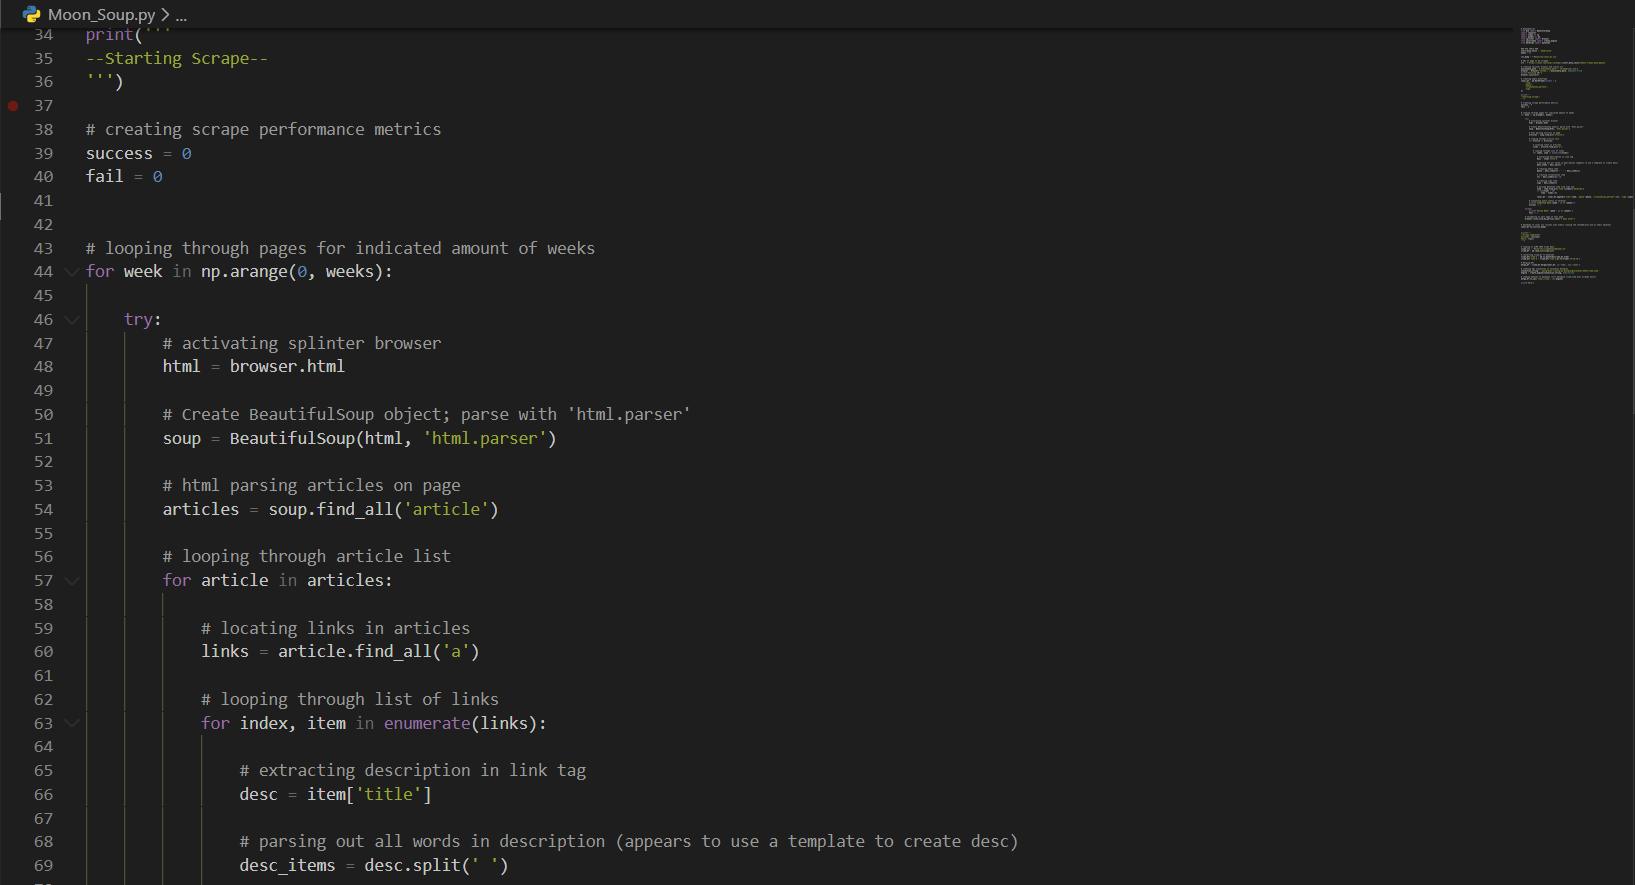 Moon_Soup.py > ...
34 print('''
35 --Starting Scrape--
36 ''')
37
38 # creating scrape performance metrics
39 success = 0
40 fail = 0
41
42
43 # looping through pages for indicated amount of weeks
44 for week in np.arange(0, weeks):
45
46 try:
47 # activating splinter browser
48 html = browser.html
49
50 # Create BeautifulSoup object; parse with 'html.parser'
51 soup = BeautifulSoup(html, 'html.parser')
52
53 # html parsing articles on page
54 articles = soup.find_all('article')
55
56 # looping through article list
57 for article in articles:
58
59 # locating links in articles
60 links = article.find_all('a')
61
62 # looping through list of links
63 for index, item in enumerate(links):
64
65 # extracting description in link tag
66 desc = item['title']
67
68 # parsing out all words in description (appears to use a template to create desc)
69 desc_items = desc.split(' ')